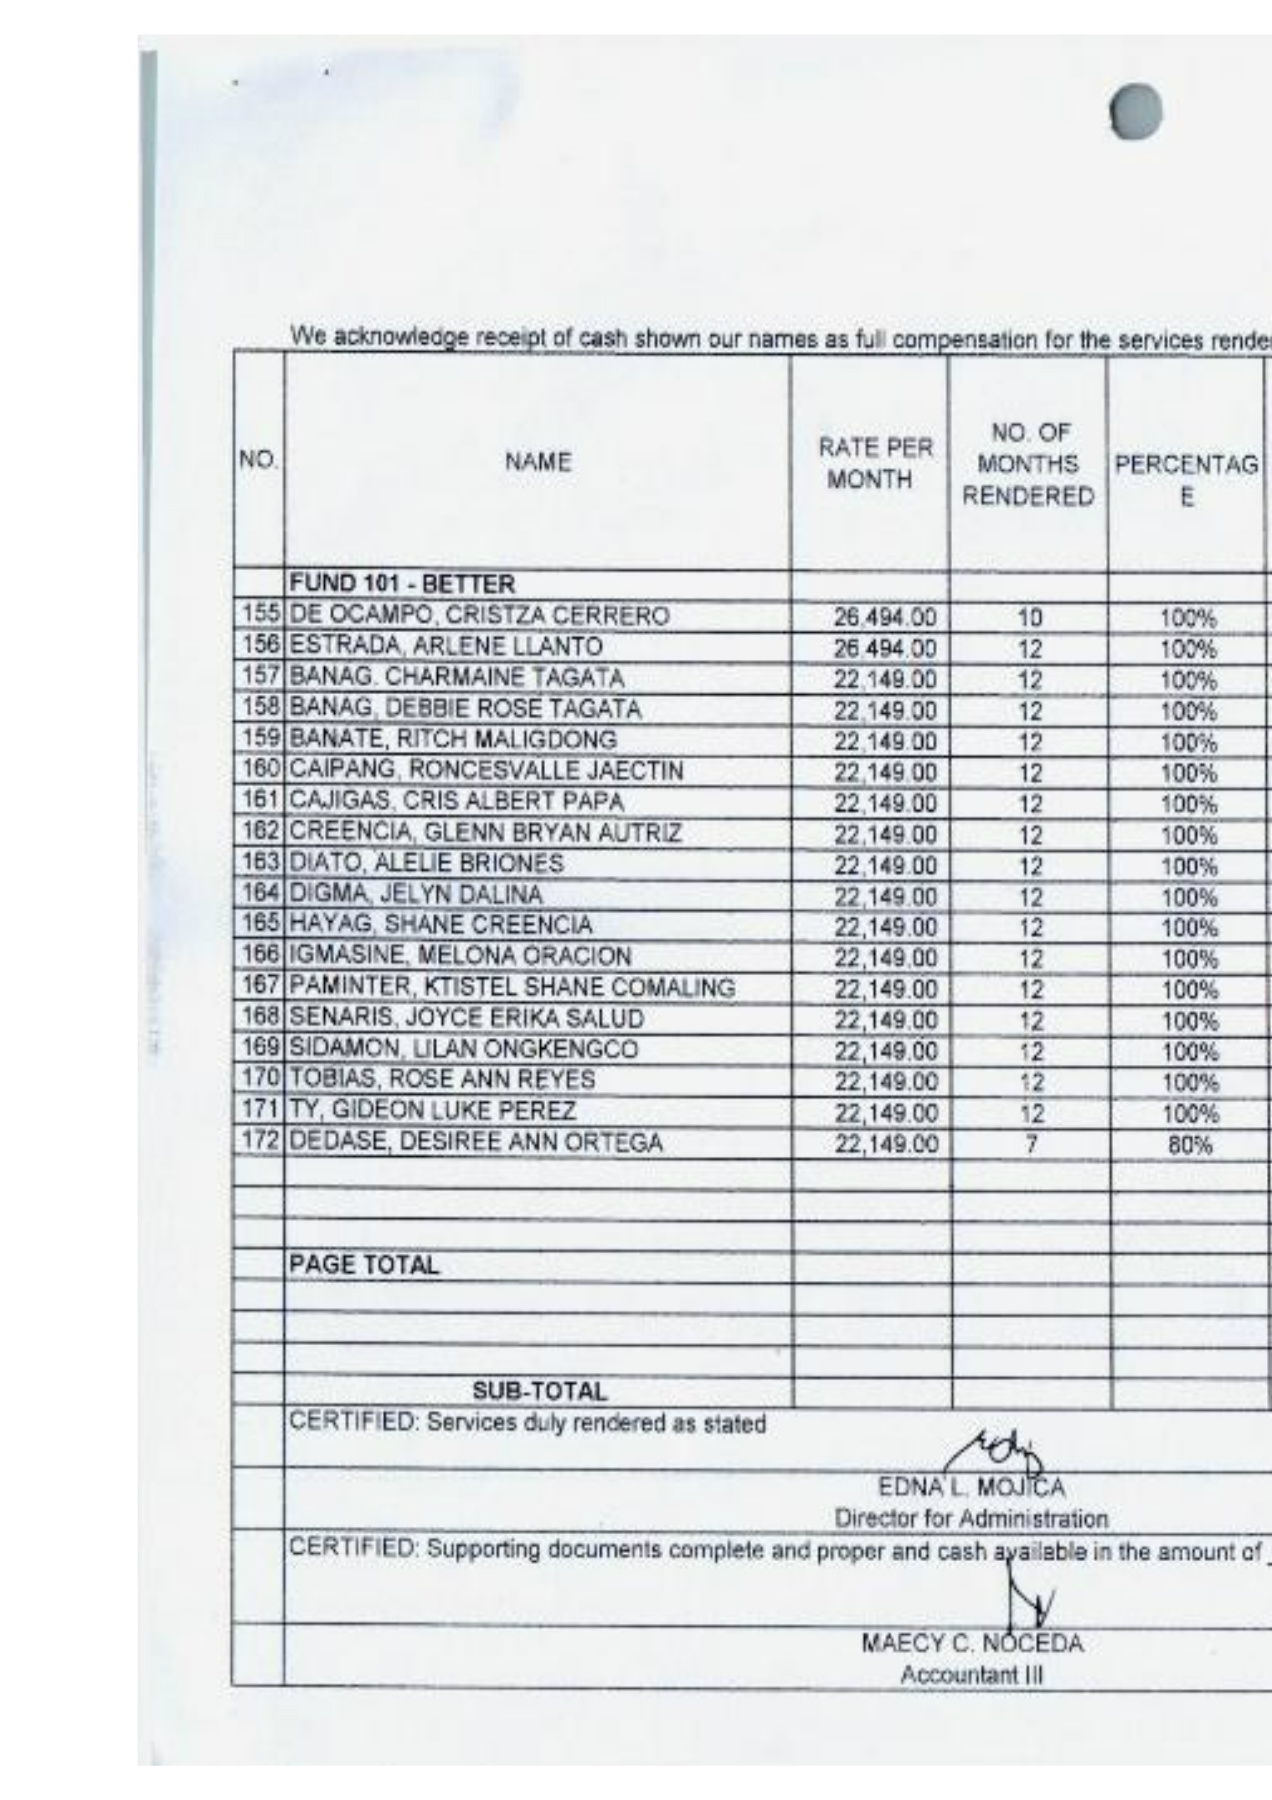 We acknowledge receipt of cash shown our names as full compensation for the services rende
NO. NAME RATE PER MONTH NO. OF MONTHS RENDERED PERCENTAGE
FUND 101 - BETTER
155 DE OCAMPO, CRISTZA CERRERO 26,494.00 10 100%
156 ESTRADA, ARLENE LLANTO 26,494.00 12 100%
157 BANAG. CHARMAINE TAGATA 22,149.00 12 100%
158 BANAG, DEBBIE ROSE TAGATA 22,149.00 12 100%
159 BANATE, RITCH MALIGDONG 22,149.00 12 100%
160 CAIPANG, RONCESVALLE JAECTIN 22,149.00 12 100%
161 CAJIGAS, CRIS ALBERT PAPA 22,149.00 12 100%
162 CREENCIA, GLENN BRYAN AUTRIZ 22,149.00 12 100%
163 DIATO, ALELIE BRIONES 22,149.00 12 100%
164 DIGMA, JELYN DALINA 22,149.00 12 100%
165 HAYAG, SHANE CREENCIA 22,149.00 12 100%
166 IGMASINE, MELONA ORACION 22,149.00 12 100%
167 PAMINTER, KTISTEL SHANE COMALING 22,149.00 12 100%
168 SENARIS, JOYCE ERIKA SALUD 22,149.00 12 100%
169 SIDAMON, LILAN ONGKENGCO 22,149.00 12 100%
170 TOBIAS, ROSE ANN REYES 22,149.00 12 100%
171 TY, GIDEON LUKE PEREZ 22,149.00 12 100%
172 DEDASE, DESIREE ANN ORTEGA 22,149.00 7 80%
PAGE TOTAL
SUB-TOTAL
CERTIFIED: Services duly rendered as stated
EDNA L. MOJICA
Director for Administration
CERTIFIED: Supporting documents complete and proper and cash available in the amount of
MAECY C. NOCEDA
Accountant III